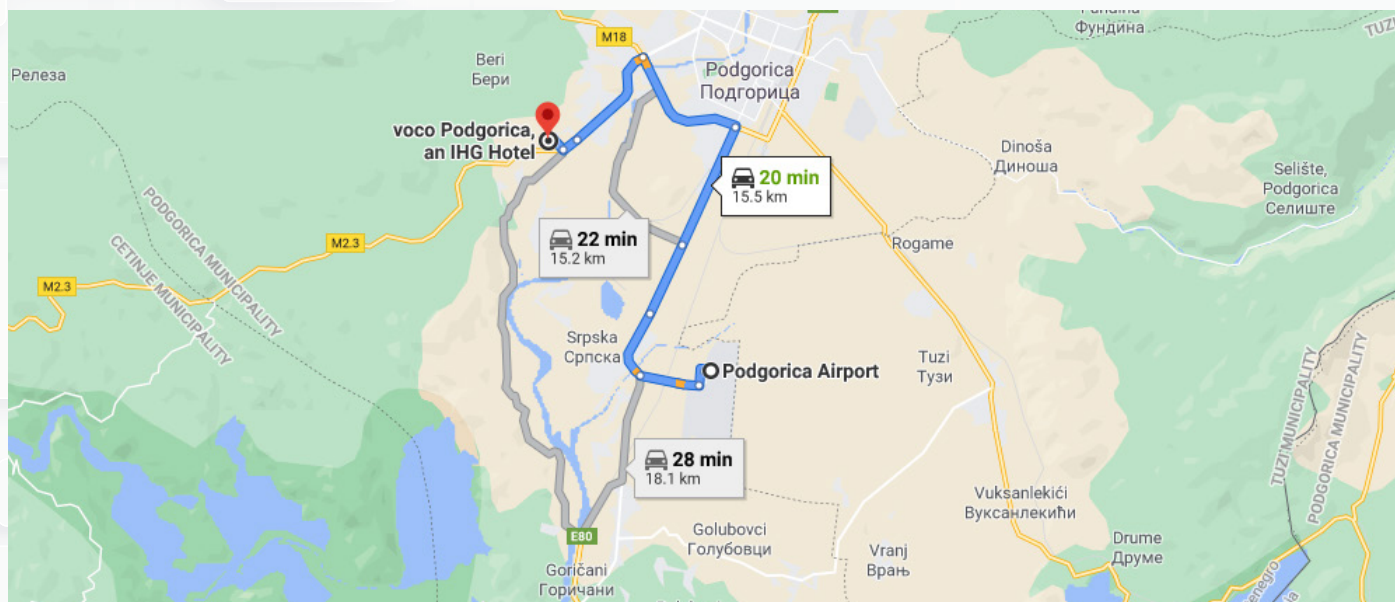 Фундина
TUZI
M18
Beri
Бери
Podgorica
Подгорица
Релеза
voco Podgorica,
an IHG Hotel
Dinoša
Диноша
Selište,
Podgorica
Селиште
20 min
15.5 km
PODGORICA MUNICIPALITY
CETINJE MUNICIPALITY
22 min
15.2 km
M2.3
Rogame
M2.3
Srpska
Српска
Podgorica Airport
Tuzi
Тузи
TUZI MUNICIPALITY
PODGORICA MUNICIPALITY
28 min
18.1 km
Vuksanlekići
Вуксанлекићи
E80
Golubovci
Голубовци
Vranj
Врањ
Drume
Друме
Goričani
Горичани